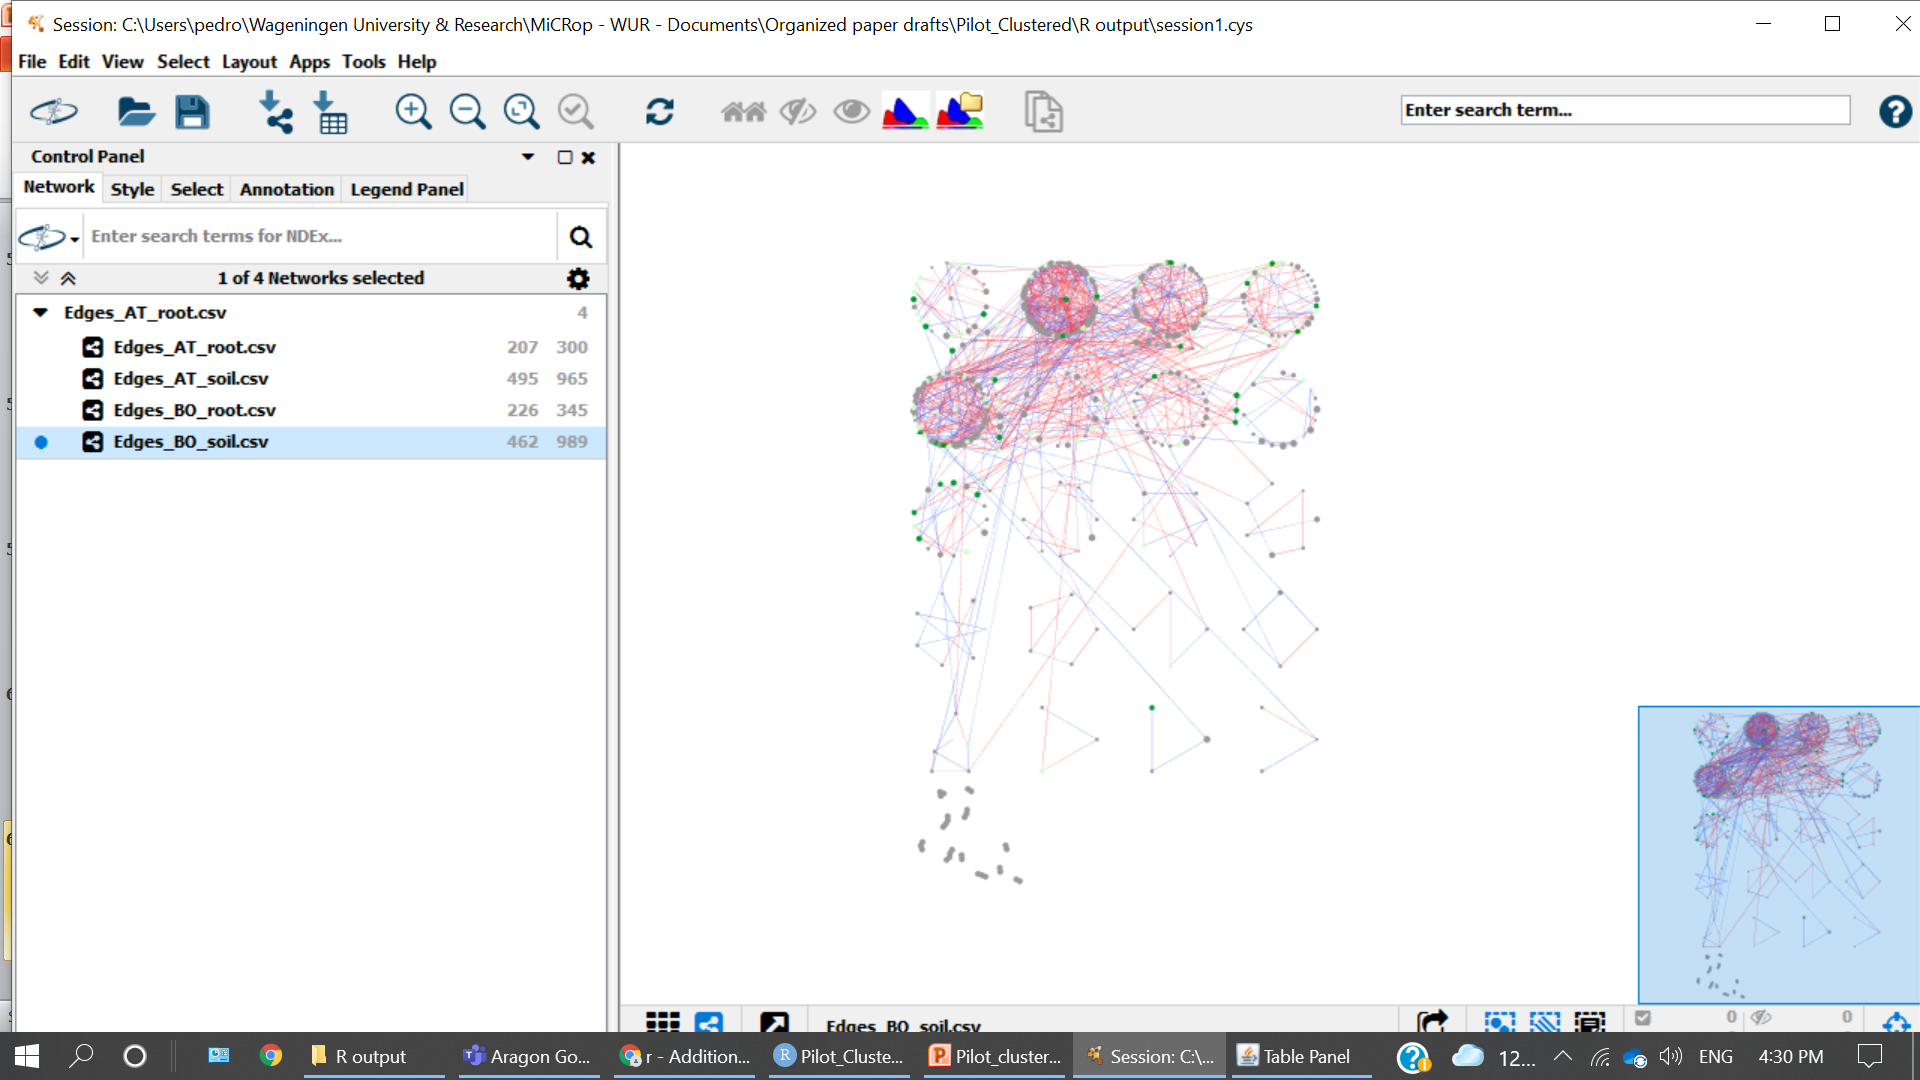 Session: C:\Users\pedro\Wageningen University & Research\MiCRop - WUR - Documents\Organized paper drafts\Pilot_Clustered\R output\session1.cys
File Edit View Select Layout Apps Tools Help
Enter search term...
Control Panel
Network Style Select Annotation Legend Panel
Enter search terms for NDEx...
1 of 4 Networks selected
Edges_AT_root.csv 4
Edges_AT_root.csv 207 300
Edges_AT_soil.csv 495 965
Edges_BO_root.csv 226 345
Edges_BO_soil.csv 462 989
Edges_BO_soil.csv
0 0
R output
Aragon Go...
r - Addition...
Pilot_Cluste...
Pilot_cluster...
Session: C:\...
Table Panel
12...
ENG
4:30 PM